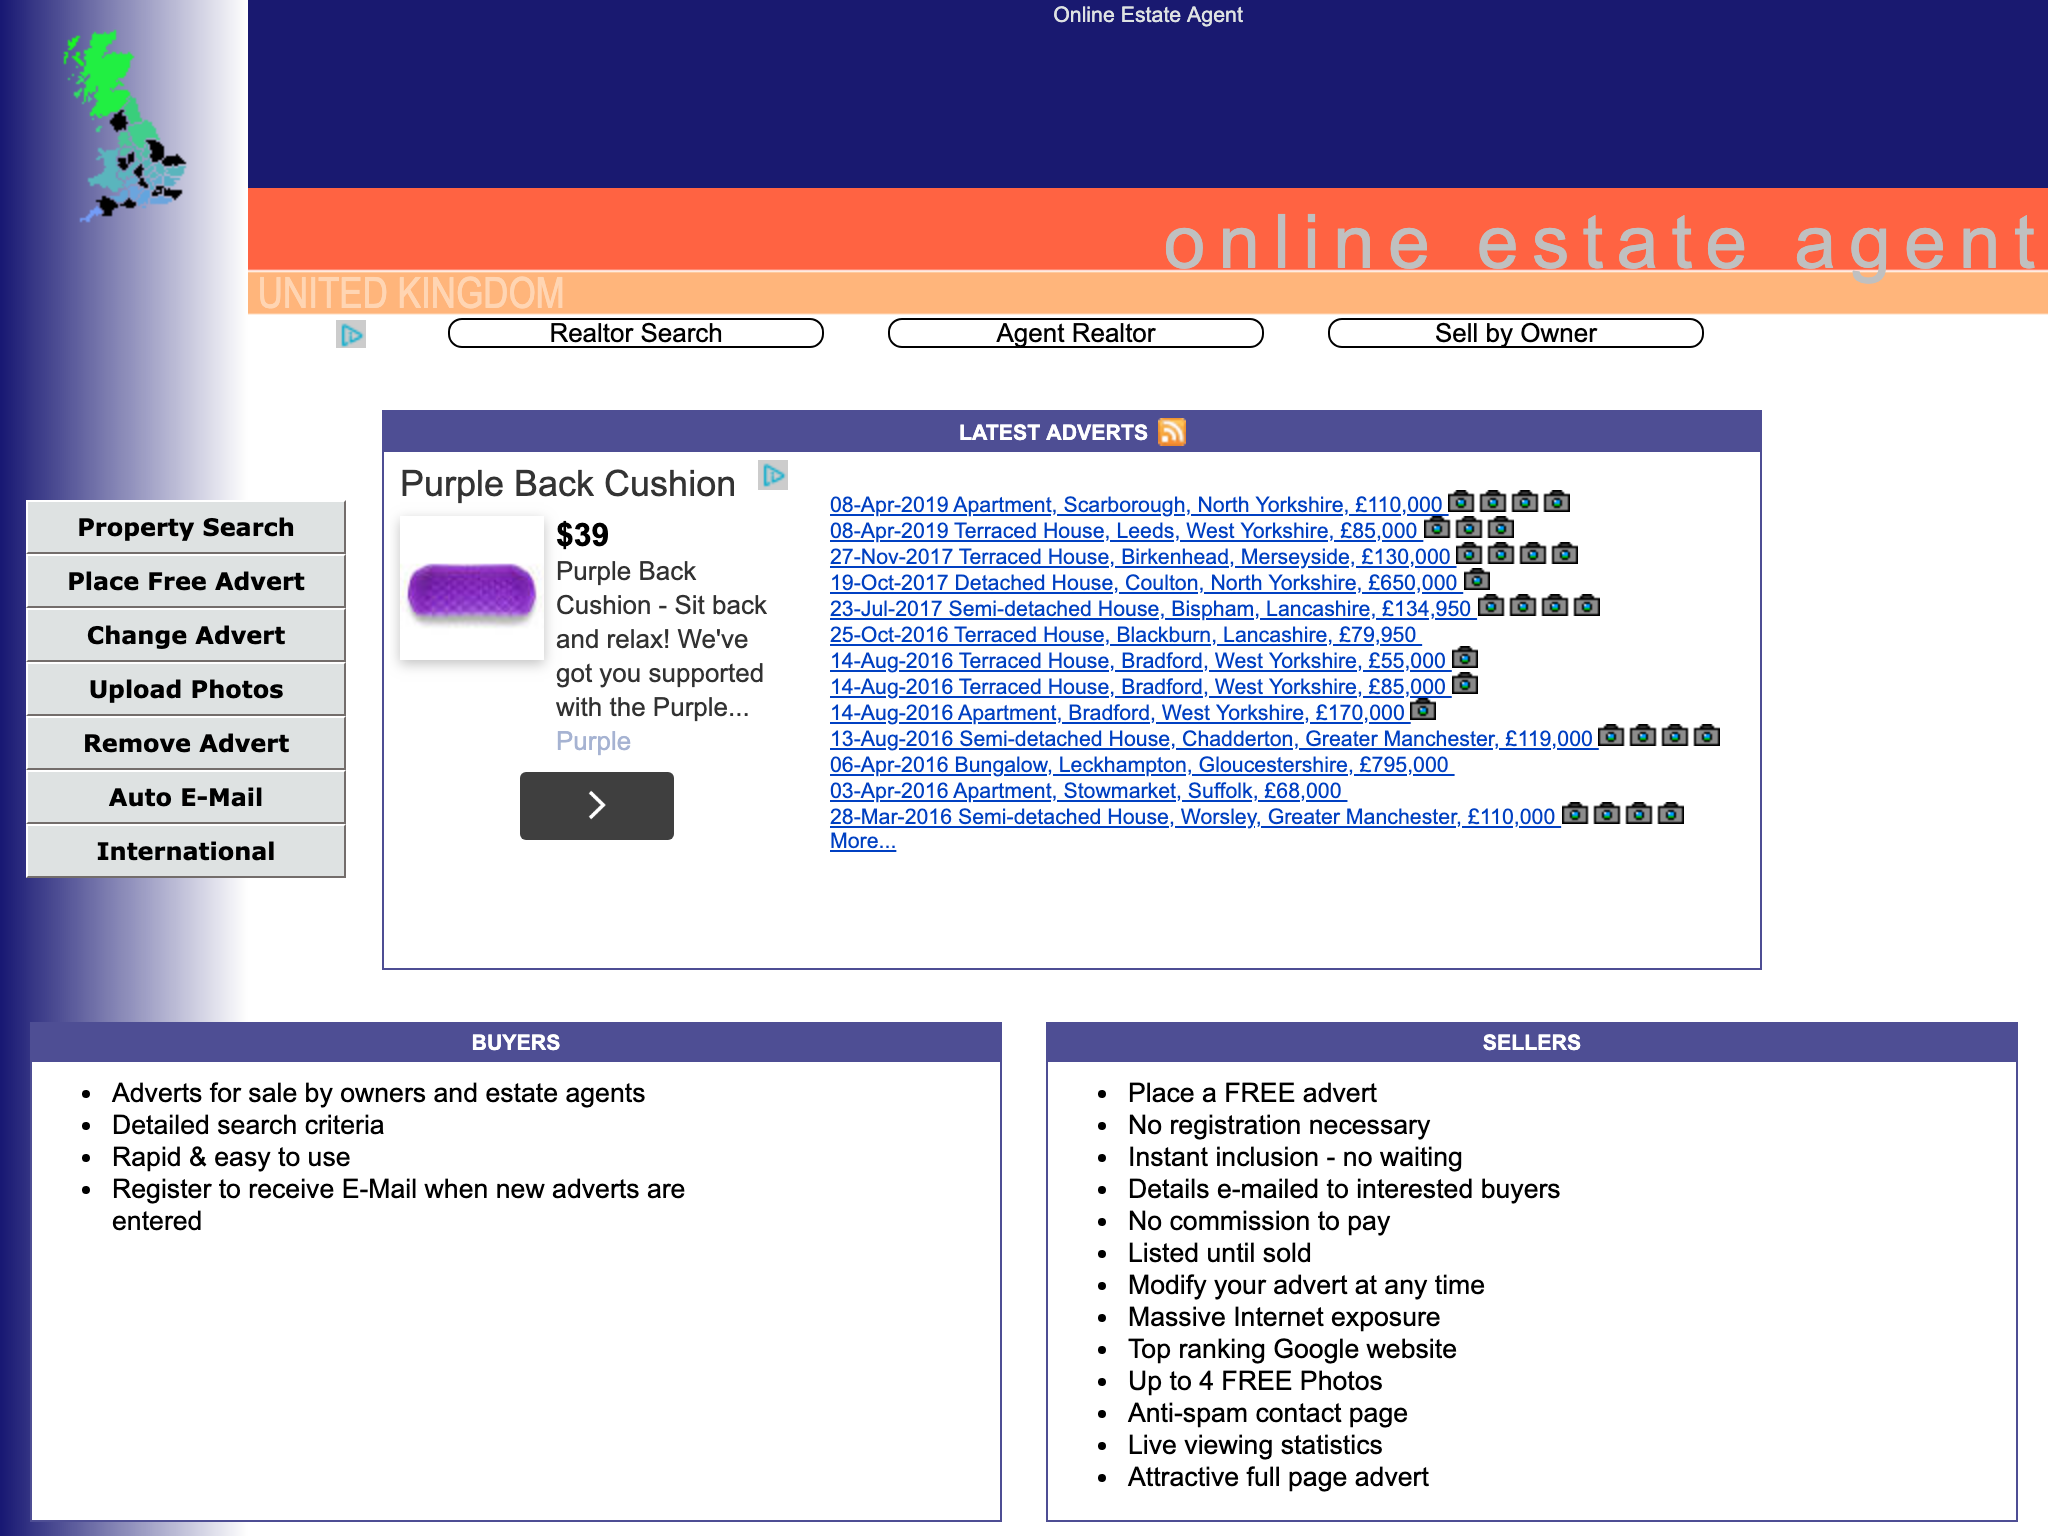 Online Estate Agent
online estate agent
UNITED KINGDOM
Realtor Search
Agent Realtor
Sell by Owner
Property Search
Place Free Advert
Change Advert
Upload Photos
Remove Advert
Auto E-Mail
International
LATEST ADVERTS
Purple Back Cushion
$39
Purple Back
Cushion - Sit back
and relax! We've
got you supported
with the Purple...
Purple
08-Apr-2019 Apartment, Scarborough, North Yorkshire, £110,000
08-Apr-2019 Terraced House, Leeds, West Yorkshire, £85,000
27-Nov-2017 Terraced House, Birkenhead, Merseyside, £130,000
19-Oct-2017 Detached House, Coulton, North Yorkshire, £650,000
23-Jul-2017 Semi-detached House, Bispham, Lancashire, £134,950
25-Oct-2016 Terraced House, Blackburn, Lancashire, £79,950
14-Aug-2016 Terraced House, Bradford, West Yorkshire, £55,000
14-Aug-2016 Terraced House, Bradford, West Yorkshire, £85,000
14-Aug-2016 Apartment, Bradford, West Yorkshire, £170,000
13-Aug-2016 Semi-detached House, Chadderton, Greater Manchester, £119,000
06-Apr-2016 Bungalow, Leckhampton, Gloucestershire, £795,000
03-Apr-2016 Apartment, Stowmarket, Suffolk, £68,000
28-Mar-2016 Semi-detached House, Worsley, Greater Manchester, £110,000
More...
BUYERS
• Adverts for sale by owners and estate agents
• Detailed search criteria
• Rapid & easy to use
• Register to receive E-Mail when new adverts are
entered
SELLERS
• Place a FREE advert
• No registration necessary
• Instant inclusion - no waiting
• Details e-mailed to interested buyers
• No commission to pay
• Listed until sold
• Modify your advert at any time
• Massive Internet exposure
• Top ranking Google website
• Up to 4 FREE Photos
• Anti-spam contact page
• Live viewing statistics
• Attractive full page advert